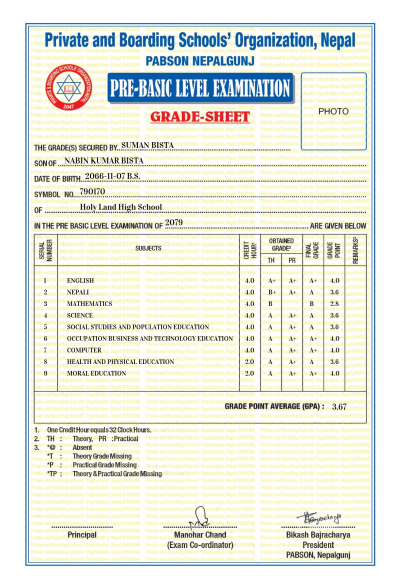 Private and Boarding Schools' Organization, Nepal
PABSON NEPALGUNJ
PRE-BASIC LEVEL EXAMINATION
GRADE-SHEET
PHOTO
2047
THE GRADE(S) SECURED BY SUMAN BISTA
SON OF NABIN KUMAR BISTA
DATE OF BIRTH 2066-11-07 B.S.
SYMBOL NO. 790170
OF Holy Land High School
IN THE PRE BASIC LEVEL EXAMINATION OF 2079 ARE GIVEN BELOW
SERIAL NUMBER SUBJECTS CREDIT HOUR¹ OBTAINED GRADE² FINAL GRADE GRADE POINT REMARKS³
TH PR
1 ENGLISH 4.0 A+ A+ A+ 4.0
2 NEPALI 4.0 B+ A+ A 3.6
3 MATHEMATICS 4.0 B B 2.8
4 SCIENCE 4.0 A A+ A 3.6
5 SOCIAL STUDIES AND POPULATION EDUCATION 4.0 A A+ A 3.6
6 OCCUPATION BUSINESS AND TECHNOLOGY EDUCATION 4.0 A A+ A+ 4.0
7 COMPUTER 4.0 A A+ A+ 4.0
8 HEALTH AND PHYSICAL EDUCATION 2.0 A A+ A 3.6
9 MORAL EDUCATION 2.0 A A+ A+ 4.0
GRADE POINT AVERAGE (GPA) : 3.67
1. One Credit Hour equals 32 Clock Hours.
2. TH : Theory, PR :Practical
3. *@ : Absent
*T : Theory Grade Missing
*P : Practical Grade Missing
*TP : Theory & Practical Grade Missing
Principal
Manohar Chand
(Exam Co-ordinator)
Bikash Bajracharya
President
PABSON, Nepalgunj